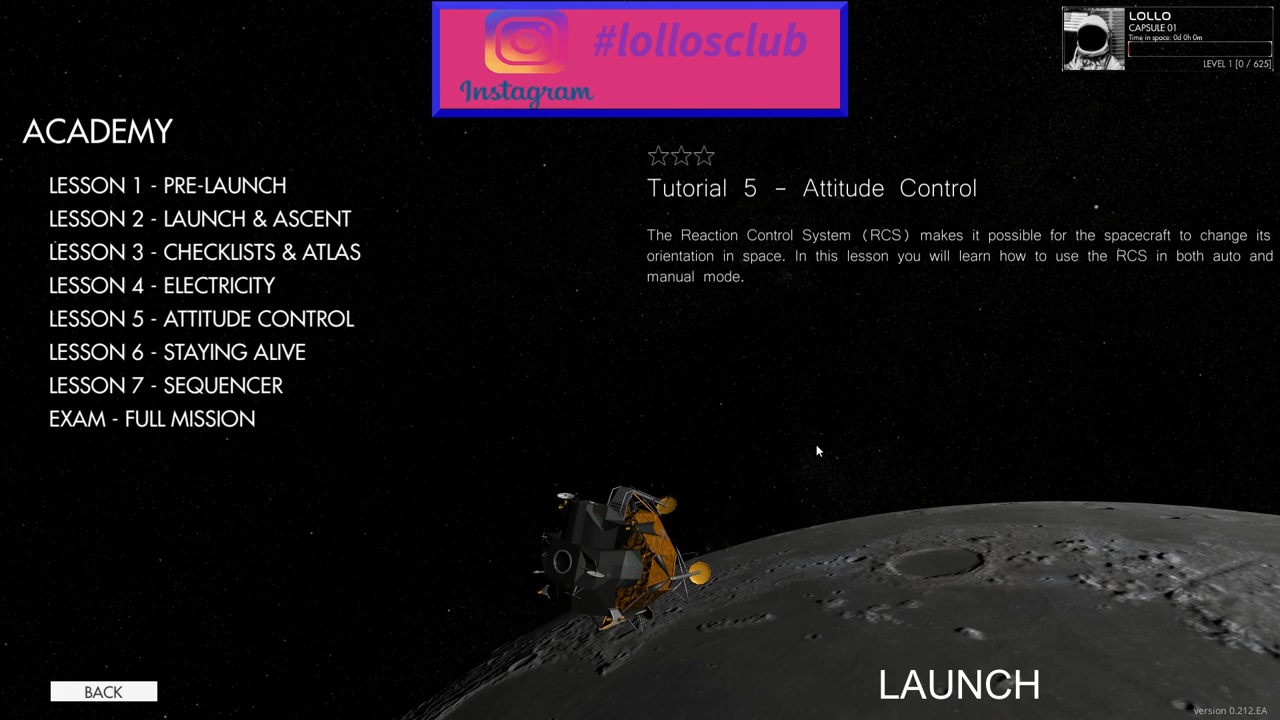 #lollosclub
Instagram
LOLLO
CAPSULE 01
Time in space: 0d 0h 0m
LEVEL 1 [0 / 625]
ACADEMY
LESSON 1 - PRE-LAUNCH
LESSON 2 - LAUNCH & ASCENT
LESSON 3 - CHECKLISTS & ATLAS
LESSON 4 - ELECTRICITY
LESSON 5 - ATTITUDE CONTROL
LESSON 6 - STAYING ALIVE
LESSON 7 - SEQUENCER
EXAM - FULL MISSION
Tutorial 5 - Attitude Control
The Reaction Control System (RCS) makes it possible for the spacecraft to change its
orientation in space. In this lesson you will learn how to use the RCS in both auto and
manual mode.
BACK
LAUNCH
version 0.212.EA